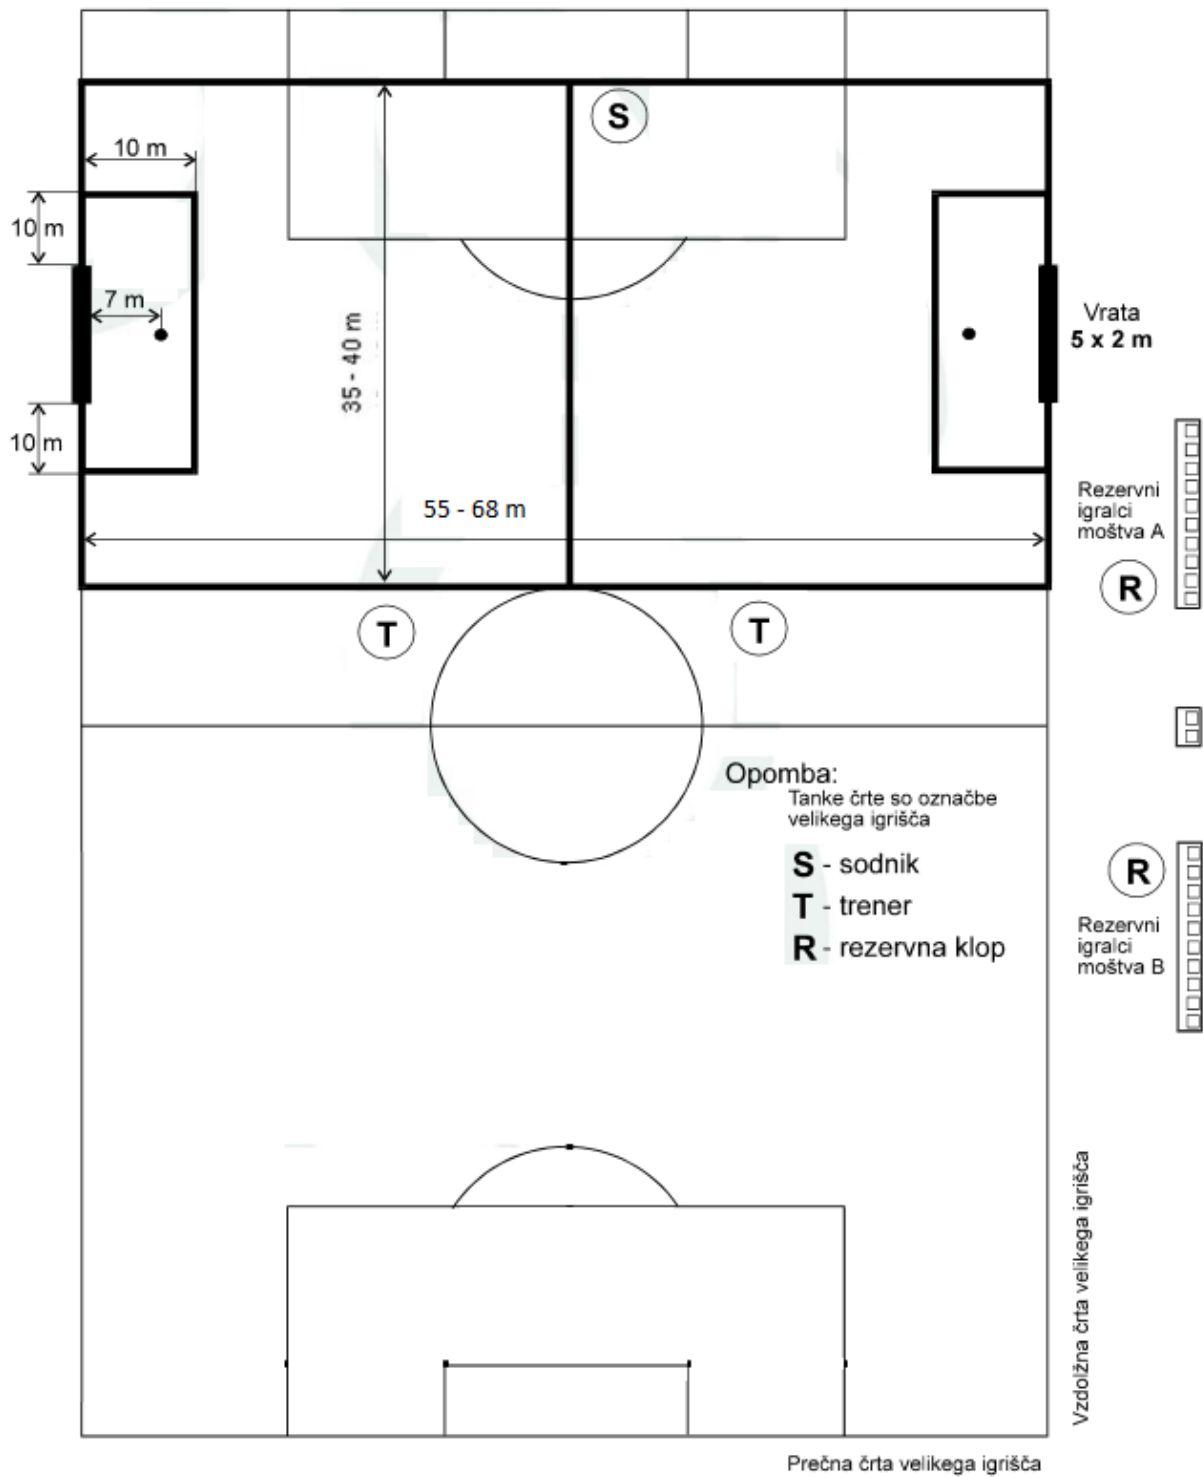 S
10 m
10 m
7 m
35 - 40 m
Vrata
5 x 2 m
10 m
55 - 68 m
Rezervni
igralci
moštva A
R
T
T
Opomba:
Tanke črte so označbe
velikega igrišča
S - sodnik
T - trener
R - rezervna klop
R
Rezervni
igralci
moštva B
Vzdolžna črta velikega igrišča
Prečna črta velikega igrišča